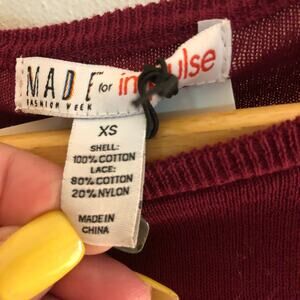 MADE for impulse
FASHION WEEK
XS
SHELL:
100% COTTON
LACE:
80% COTTON
20% NYLON
MADE IN
CHINA